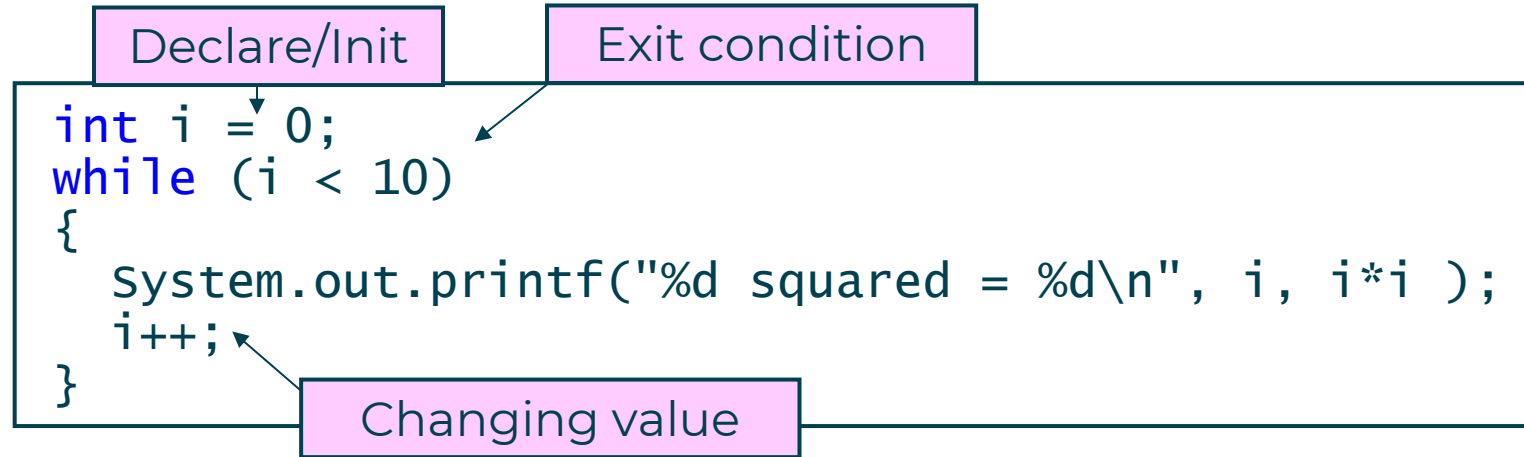 Declare/Init
Exit condition
int i = 0;
while (i < 10)
{
System.out.printf("%d squared = %d\n", i, i*i );
i++;
}
Changing value